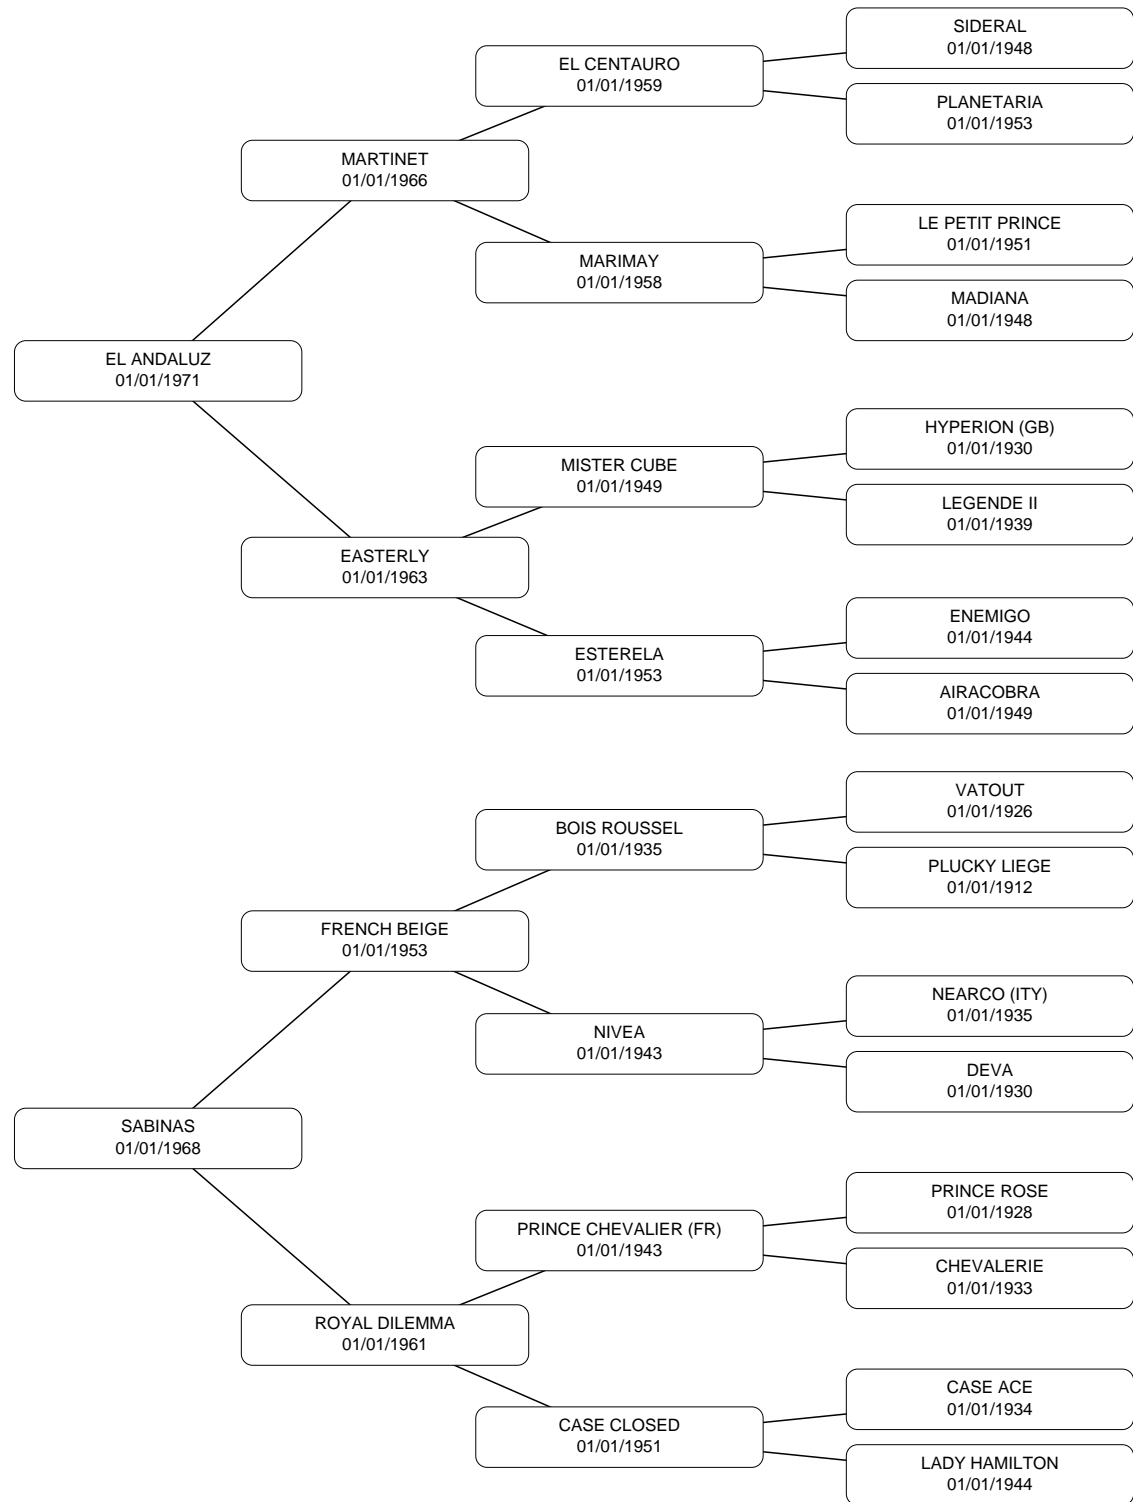 SIDERAL
01/01/1948
EL CENTAURO
01/01/1959
PLANETARIA
01/01/1953
MARTINET
01/01/1966
LE PETIT PRINCE
01/01/1951
MARIMAY
01/01/1958
MADIANA
01/01/1948
EL ANDALUZ
01/01/1971
HYPERION (GB)
01/01/1930
MISTER CUBE
01/01/1949
LEGENDE II
01/01/1939
EASTERLY
01/01/1963
ENEMIGO
01/01/1944
ESTERELA
01/01/1953
AIRACOBRA
01/01/1949
VATOUT
01/01/1926
BOIS ROUSSEL
01/01/1935
PLUCKY LIEGE
01/01/1912
FRENCH BEIGE
01/01/1953
NEARCO (ITY)
01/01/1935
NIVEA
01/01/1943
DEVA
01/01/1930
SABINAS
01/01/1968
PRINCE ROSE
01/01/1928
PRINCE CHEVALIER (FR)
01/01/1943
CHEVALERIE
01/01/1933
ROYAL DILEMMA
01/01/1961
CASE ACE
01/01/1934
CASE CLOSED
01/01/1951
LADY HAMILTON
01/01/1944